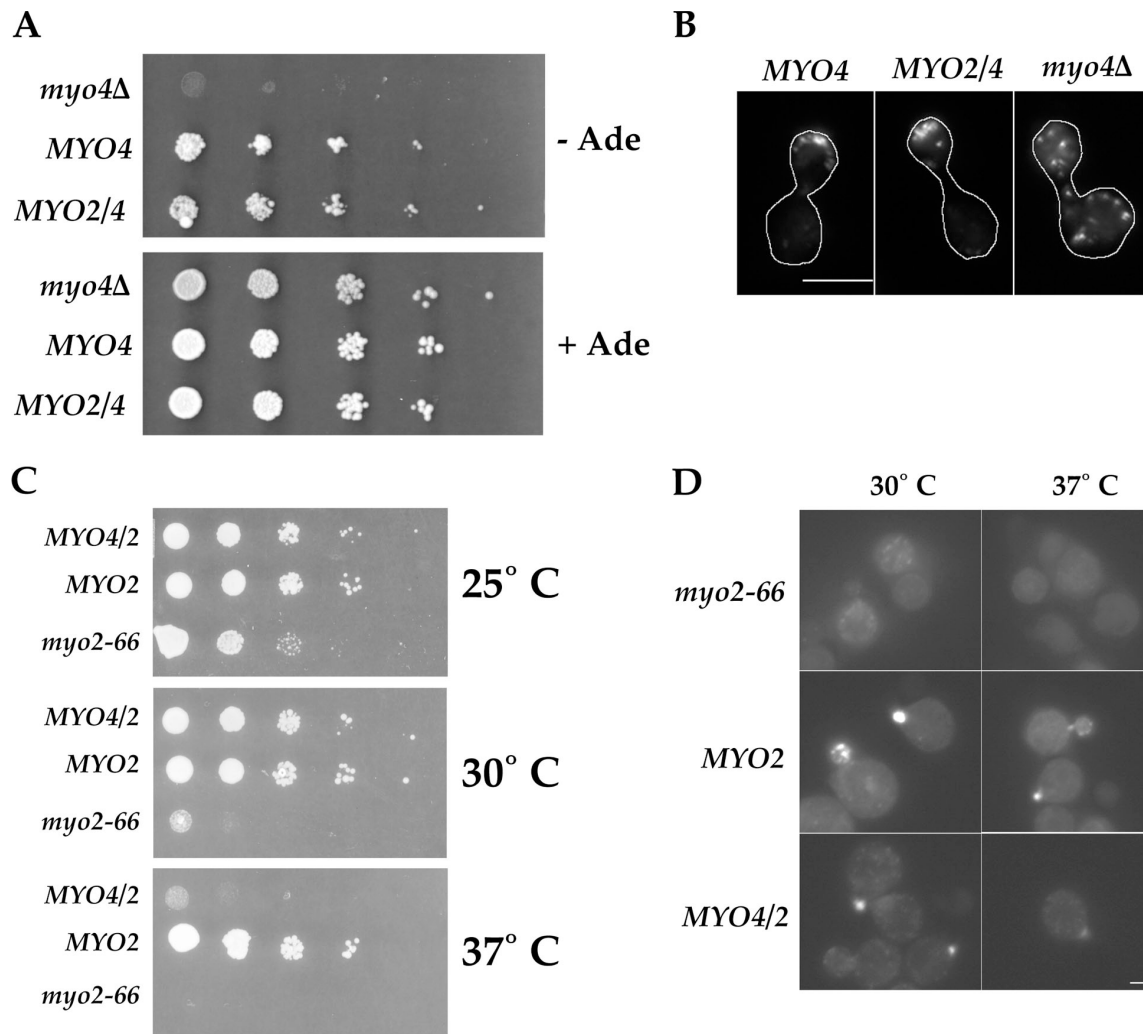 A
myo4Δ
MYO4
MYO2/4
- Ade
myo4Δ
MYO4
MYO2/4
+ Ade
B
MYO4 MYO2/4 myo4Δ
C
MYO4/2
MYO2
myo2-66
25° C
MYO4/2
MYO2
myo2-66
30° C
MYO4/2
MYO2
myo2-66
37° C
D
30° C 37° C
myo2-66
MYO2
MYO4/2